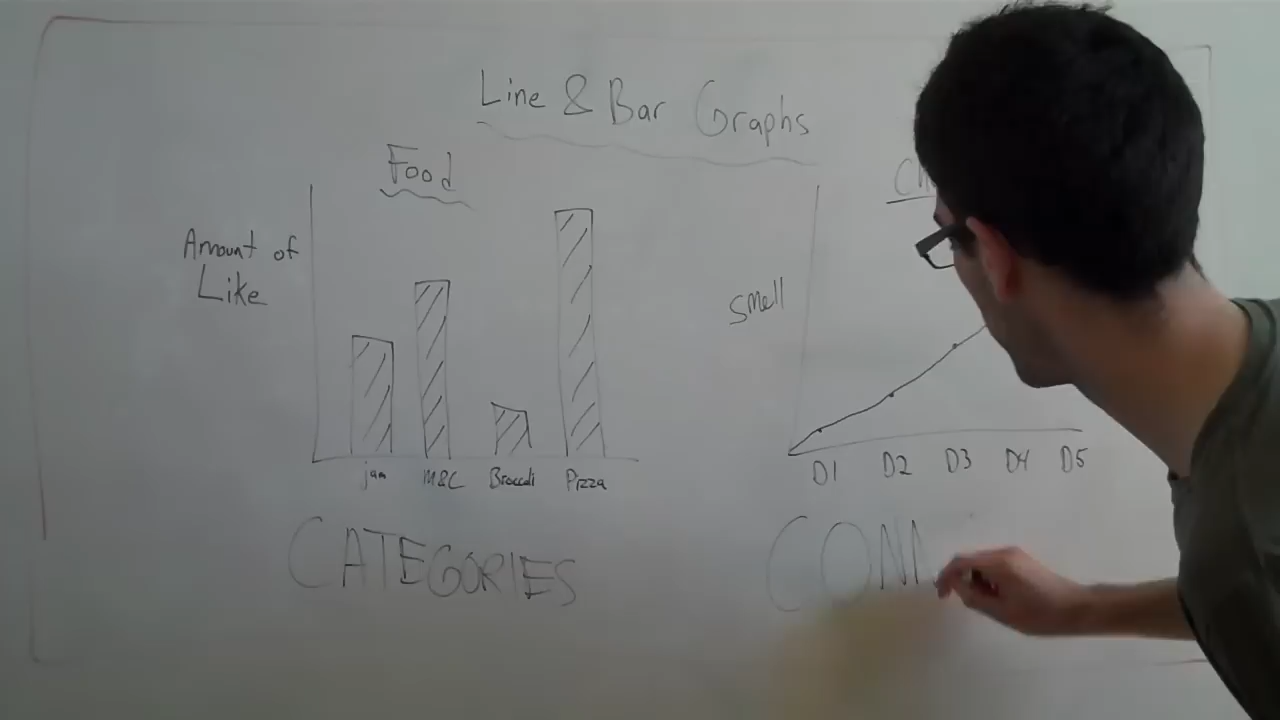 Line & Bar Graphs
Food
Amount of
Like
jam M&C Broccoli Pizza
CATEGORIES
Smell
D1 D2 D3 D4 D5